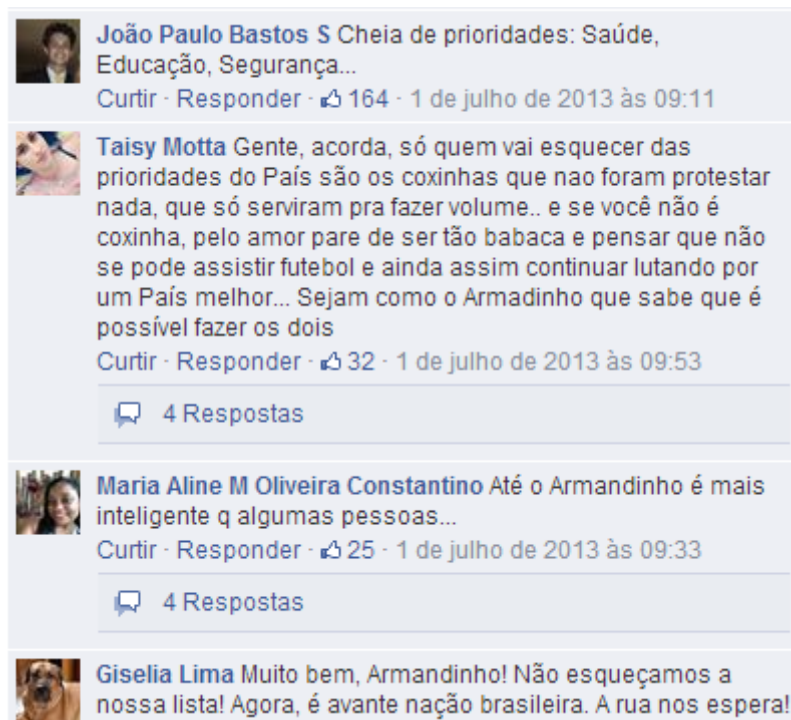 João Paulo Bastos S Cheia de prioridades: Saúde,
Educação, Segurança...
Curtir · Responder · 164 · 1 de julho de 2013 às 09:11
Taisy Motta Gente, acorda, só quem vai esquecer das
prioridades do País são os coxinhas que nao foram protestar
nada, que só serviram pra fazer volume.. e se você não é
coxinha, pelo amor pare de ser tão babaca e pensar que não
se pode assistir futebol e ainda assim continuar lutando por
um País melhor... Sejam como o Armadinho que sabe que é
possível fazer os dois
Curtir · Responder · 32 · 1 de julho de 2013 às 09:53
4 Respostas
Maria Aline M Oliveira Constantino Até o Armandinho é mais
inteligente q algumas pessoas...
Curtir · Responder · 25 · 1 de julho de 2013 às 09:33
4 Respostas
Giselia Lima Muito bem, Armandinho! Não esqueçamos a
nossa lista! Agora, é avante nação brasileira. A rua nos espera!